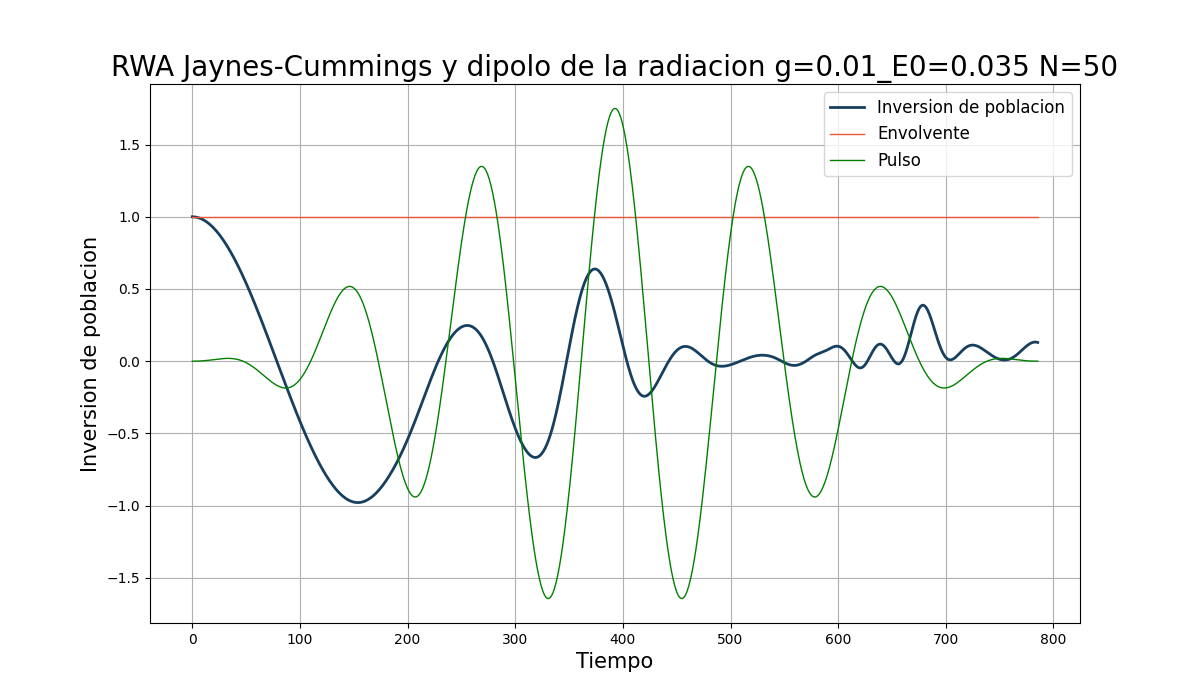 RWA Jaynes-Cummings y dipolo de la radiacion g=0.01_E0=0.035 N=50
Inversion de poblacion
Envolvente
Pulso
Inversion de poblacion
1.5
1.0
0.5
0.0
−0.5
−1.0
−1.5
0 100 200 300 400 500 600 700 800
Tiempo